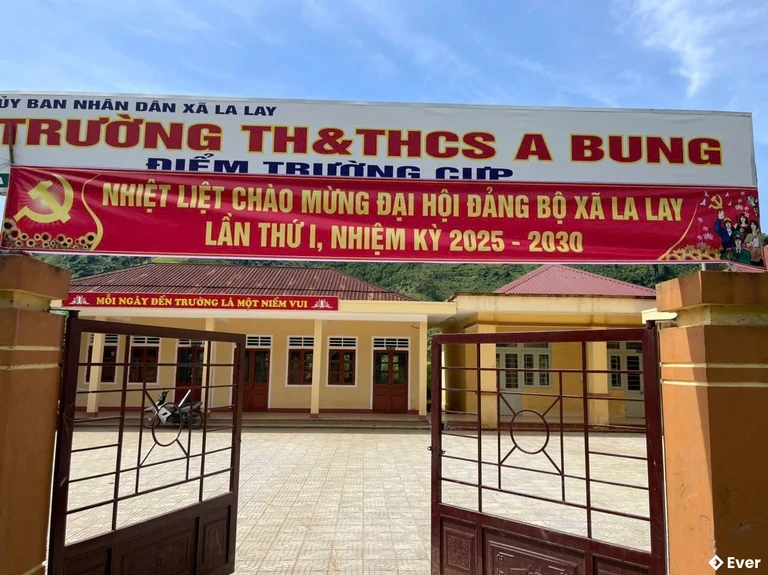 ỦY BAN NHÂN DÂN XÃ LA LAY
TRƯỜNG TH&THCS A BUNG
ĐIỂM TRƯỜNG CỰP
NHIỆT LIỆT CHÀO MỪNG ĐẠI HỘI ĐẢNG BỘ XÃ LA LAY
LẦN THỨ I, NHIỆM KỲ 2025 - 2030
MỖI NGÀY ĐẾN TRƯỜNG LÀ MỘT NIỀM VUI
Ever